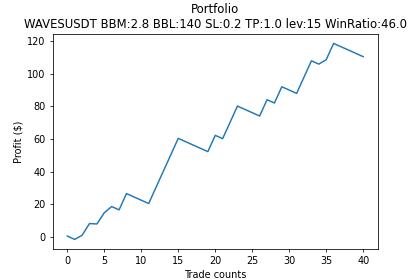 Portfolio
WAVESUSDT BBM:2.8 BBL:140 SL:0.2 TP:1.0 lev:15 WinRatio:46.0
120
100
80
60
40
20
0
Profit ($)
0 5 10 15 20 25 30 35 40
Trade counts